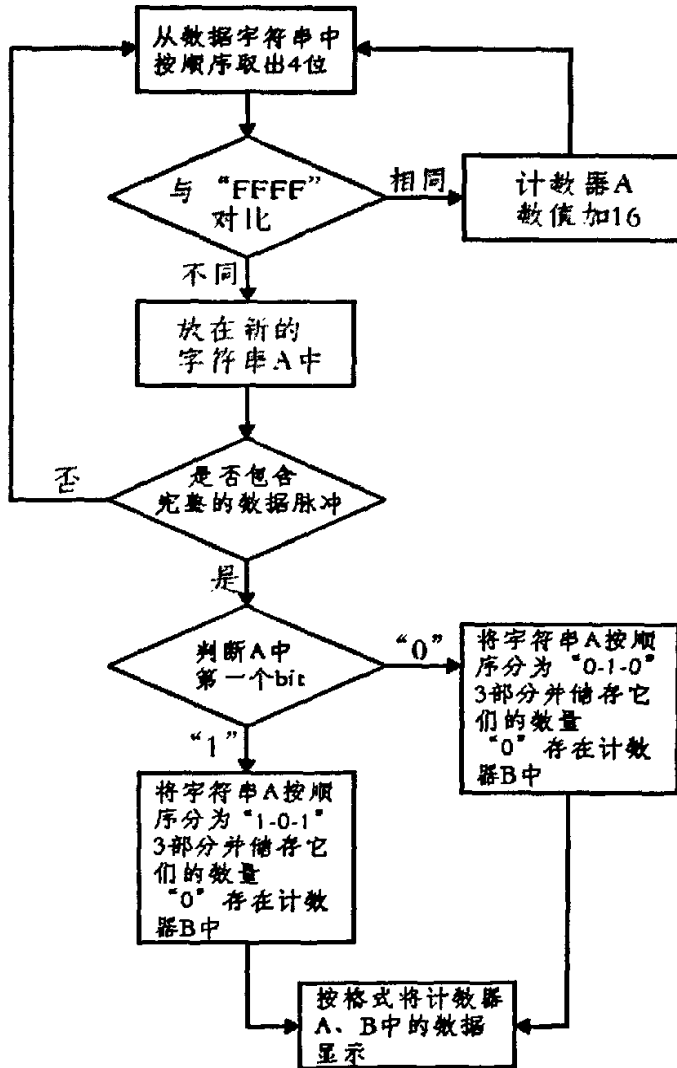 从数据字符串中
按顺序取出4位
与 “FFFF”
对比
相同
计数器A
数值加16
不同
放在新的
字符串A中
是否包含
完整的数据脉冲
否
是
判断A中
第一个bit
“0”
将字符串A按顺
序分为 “0-1-0”
3部分并储存它
们的数量
“0” 存在计数
器B中
“1”
将字符串A按顺
序分为 “1-0-1”
3部分并储存它
们的数量
“0” 存在计数
器B中
按格式将计数器
A、B中的数据
显示